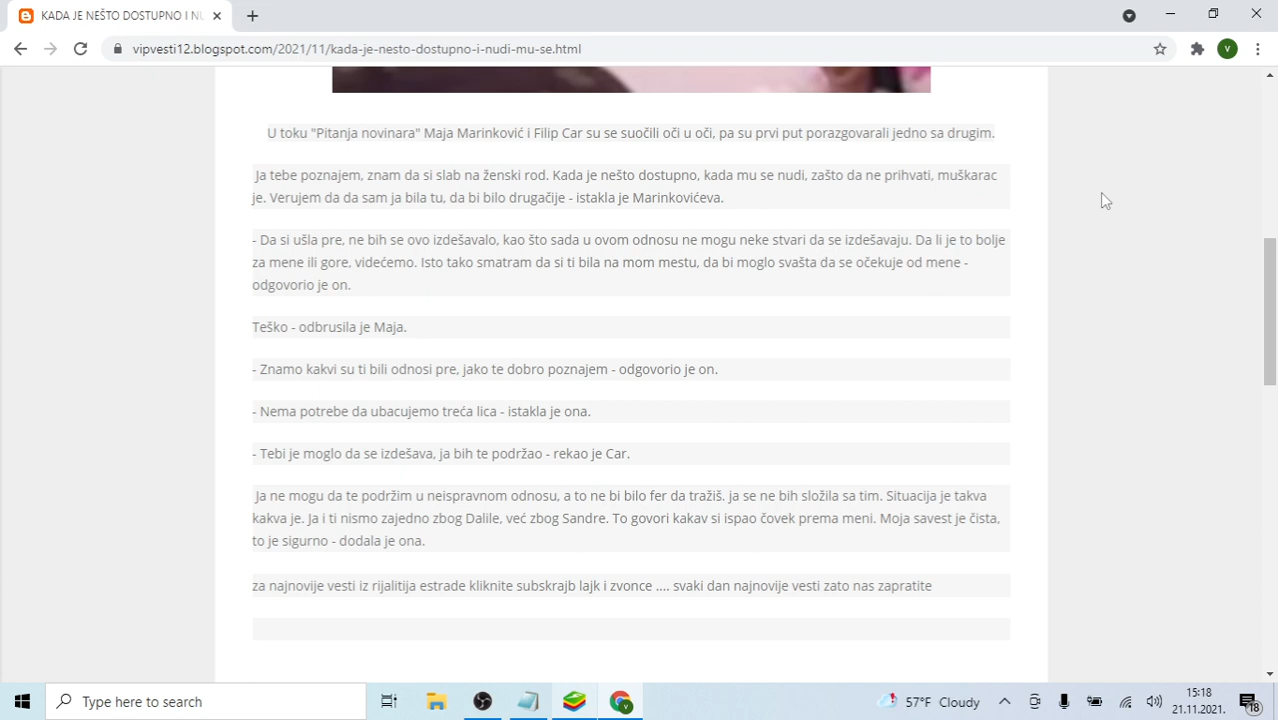 KADA JE NEŠTO DOSTUPNO I NU
vipvesti12.blogspot.com/2021/11/kada-je-nesto-dostupno-i-nudi-mu-se.html
V
U toku "Pitanja novinara" Maja Marinković i Filip Car su se suočili oči u oči, pa su prvi put porazgovarali jedno sa drugim.
Ja tebe poznajem, znam da si slab na ženski rod. Kada je nešto dostupno, kada mu se nudi, zašto da ne prihvati, muškarac
je. Verujem da da sam ja bila tu, da bi bilo drugačije - istakla je Marinkovićeva.
- Da si ušla pre, ne bih se ovo izdešavalo, kao što sada u ovom odnosu ne mogu neke stvari da se izdešavaju. Da li je to bolje
za mene ili gore, videćemo. Isto tako smatram da si ti bila na mom mestu, da bi moglo svašta da se očekuje od mene -
odgovorio je on.
Teško - odbrusila je Maja.
- Znamo kakvi su ti bili odnosi pre, jako te dobro poznajem - odgovorio je on.
- Nema potrebe da ubacujemo treća lica - istakla je ona.
- Tebi je moglo da se izdešava, ja bih te podržao - rekao je Car.
Ja ne mogu da te podržim u neispravnom odnosu, a to ne bi bilo fer da tražiš. ja se ne bih složila sa tim. Situacija je takva
kakva je. Ja i ti nismo zajedno zbog Dalile, već zbog Sandre. To govori kakav si ispao čovek prema meni. Moja savest je čista,
to je sigurno - dodala je ona.
za najnovije vesti iz rijalitija estrade kliknite subskrajb lajk i zvonce .... svaki dan najnovije vesti zato nas zapratite
Type here to search
57°F Cloudy
15:18
21.11.2021.
18